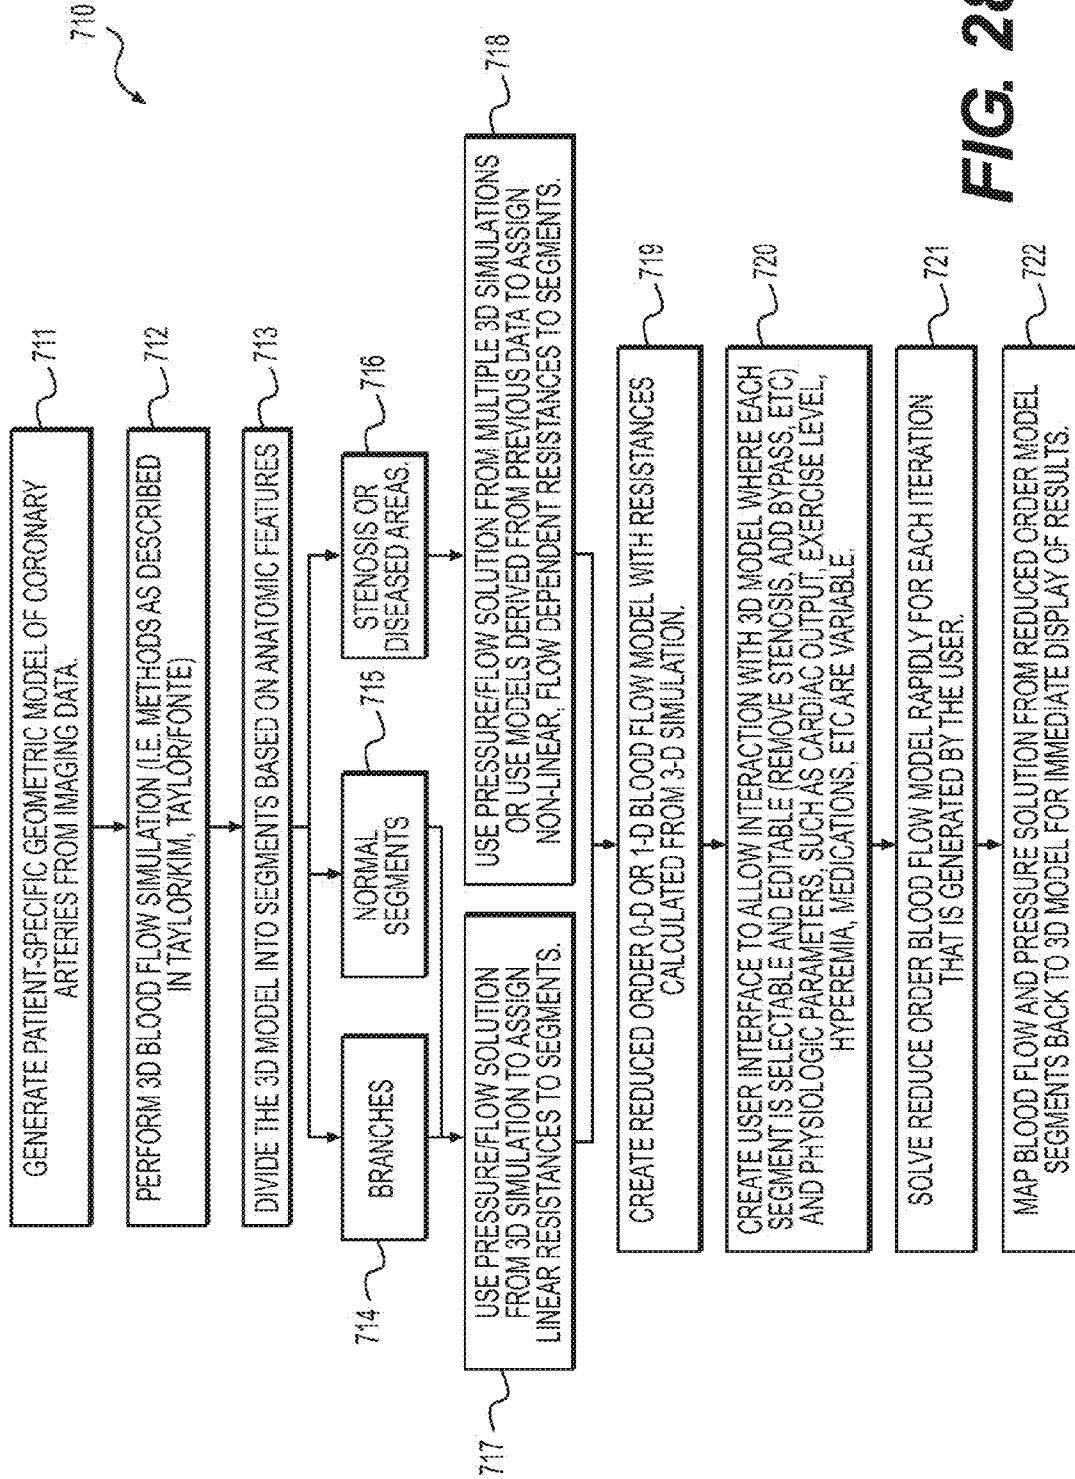 710
GENERATE PATIENT-SPECIFIC GEOMETRIC MODEL OF CORONARY
ARTERIES FROM IMAGING DATA.
711
PERFORM 3D BLOOD FLOW SIMULATION (I.E. METHODS AS DESCRIBED
IN TAYLOR/KIM, TAYLOR/FONTE)
712
DIVIDE THE 3D MODEL INTO SEGMENTS BASED ON ANATOMIC FEATURES
713
BRANCHES
714
NORMAL
SEGMENTS
715
STENOSIS OR
DISEASED AREAS.
716
USE PRESSURE/FLOW SOLUTION
FROM 3D SIMULATION TO ASSIGN
LINEAR RESISTANCES TO SEGMENTS.
717
USE PRESSURE/FLOW SOLUTION FROM MULTIPLE 3D SIMULATIONS
OR USE MODELS DERIVED FROM PREVIOUS DATA TO ASSIGN
NON-LINEAR, FLOW DEPENDENT RESISTANCES TO SEGMENTS.
718
CREATE REDUCED ORDER 0-D OR 1-D BLOOD FLOW MODEL WITH RESISTANCES
CALCULATED FROM 3-D SIMULATION.
719
CREATE USER INTERFACE TO ALLOW INTERACTION WITH 3D MODEL WHERE EACH
SEGMENT IS SELECTABLE AND EDITABLE (REMOVE STENOSIS, ADD BYPASS, ETC)
AND PHYSIOLOGIC PARAMETERS, SUCH AS CARDIAC OUTPUT, EXERCISE LEVEL,
HYPEREMIA, MEDICATIONS, ETC ARE VARIABLE.
720
SOLVE REDUCE ORDER BLOOD FLOW MODEL RAPIDLY FOR EACH ITERATION
THAT IS GENERATED BY THE USER.
721
MAP BLOOD FLOW AND PRESSURE SOLUTION FROM REDUCED ORDER MODEL
SEGMENTS BACK TO 3D MODEL FOR IMMEDIATE DISPLAY OF RESULTS.
722
FIG. 28